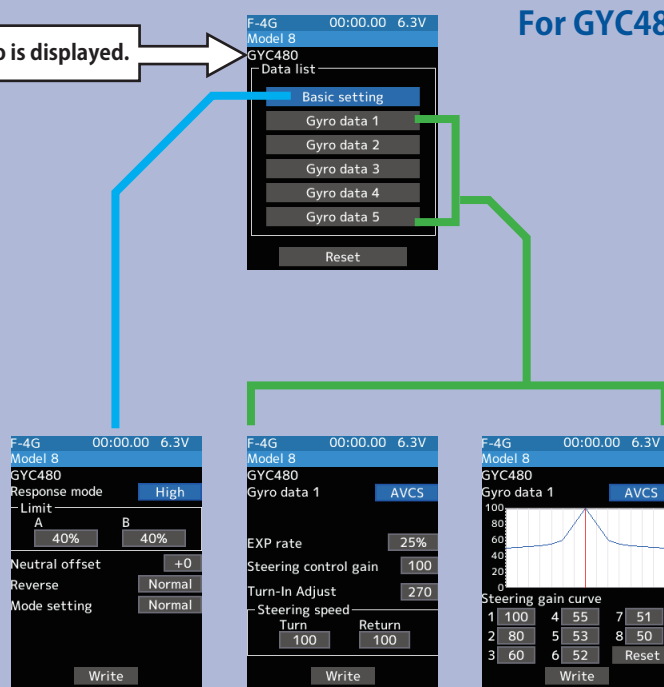 For GYC48
is displayed.
F-4G 00:00.00 6.3V
Model 8
GYC480
Data list
Basic setting
Gyro data 1
Gyro data 2
Gyro data 3
Gyro data 4
Gyro data 5
Reset
F-4G 00:00.00 6.3V
Model 8
GYC480
Response mode High
Limit
A B
40% 40%
Neutral offset +0
Reverse Normal
Mode setting Normal
Write
F-4G 00:00.00 6.3V
Model 8
GYC480
Gyro data 1 AVCS
EXP rate 25%
Steering control gain 100
Turn-In Adjust 270
Steering speed
Turn Return
100 100
Write
F-4G 00:00.00 6.3V
Model 8
GYC480
Gyro data 1 AVCS
100
80
60
40
20
0
Steering gain curve
1 100 4 55 7 51
2 80 5 53 8 50
3 60 6 52 Reset
Write